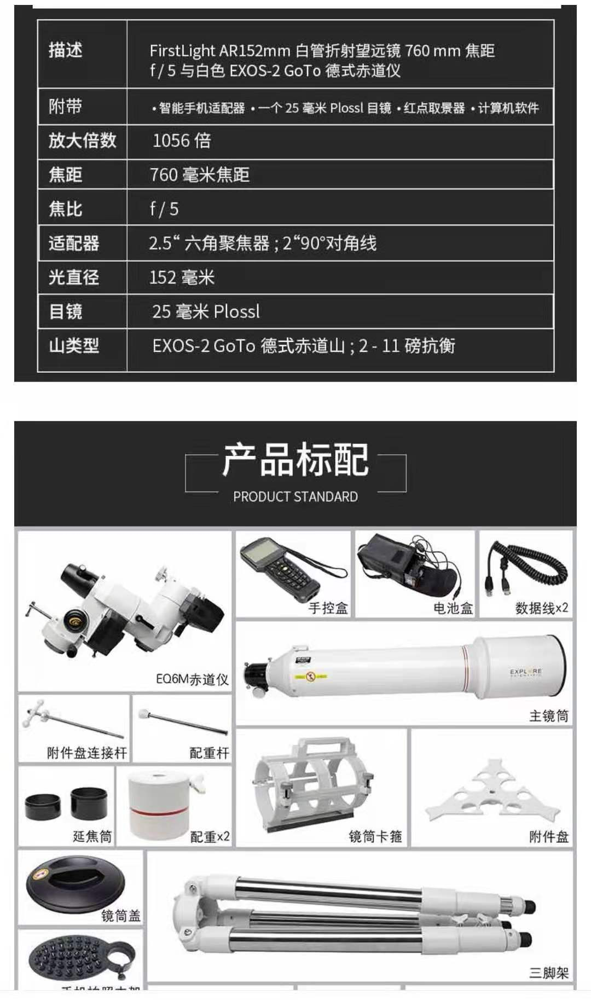 描述
FirstLight AR152mm 白管折射望远镜 760 mm 焦距
f / 5 与白色 EXOS-2 GoTo 德式赤道仪
附带
• 智能手机适配器 • 一个 25 毫米 Plossl 目镜 • 红点取景器 • 计算机软件
放大倍数
1056 倍
焦距
760 毫米焦距
焦比
f / 5
适配器
2.5“ 六角聚焦器 ; 2“90°对角线
光直径
152 毫米
目镜
25 毫米 Plossl
山类型
EXOS-2 GoTo 德式赤道山 ; 2 - 11 磅抗衡
产品标配
PRODUCT STANDARD
手控盒
电池盒
数据线x2
EQ6M赤道仪
EXPLORE
SCIENTIFIC
主镜筒
附件盘连接杆
配重杆
延焦筒
配重x2
镜筒卡箍
附件盘
镜筒盖
三脚架